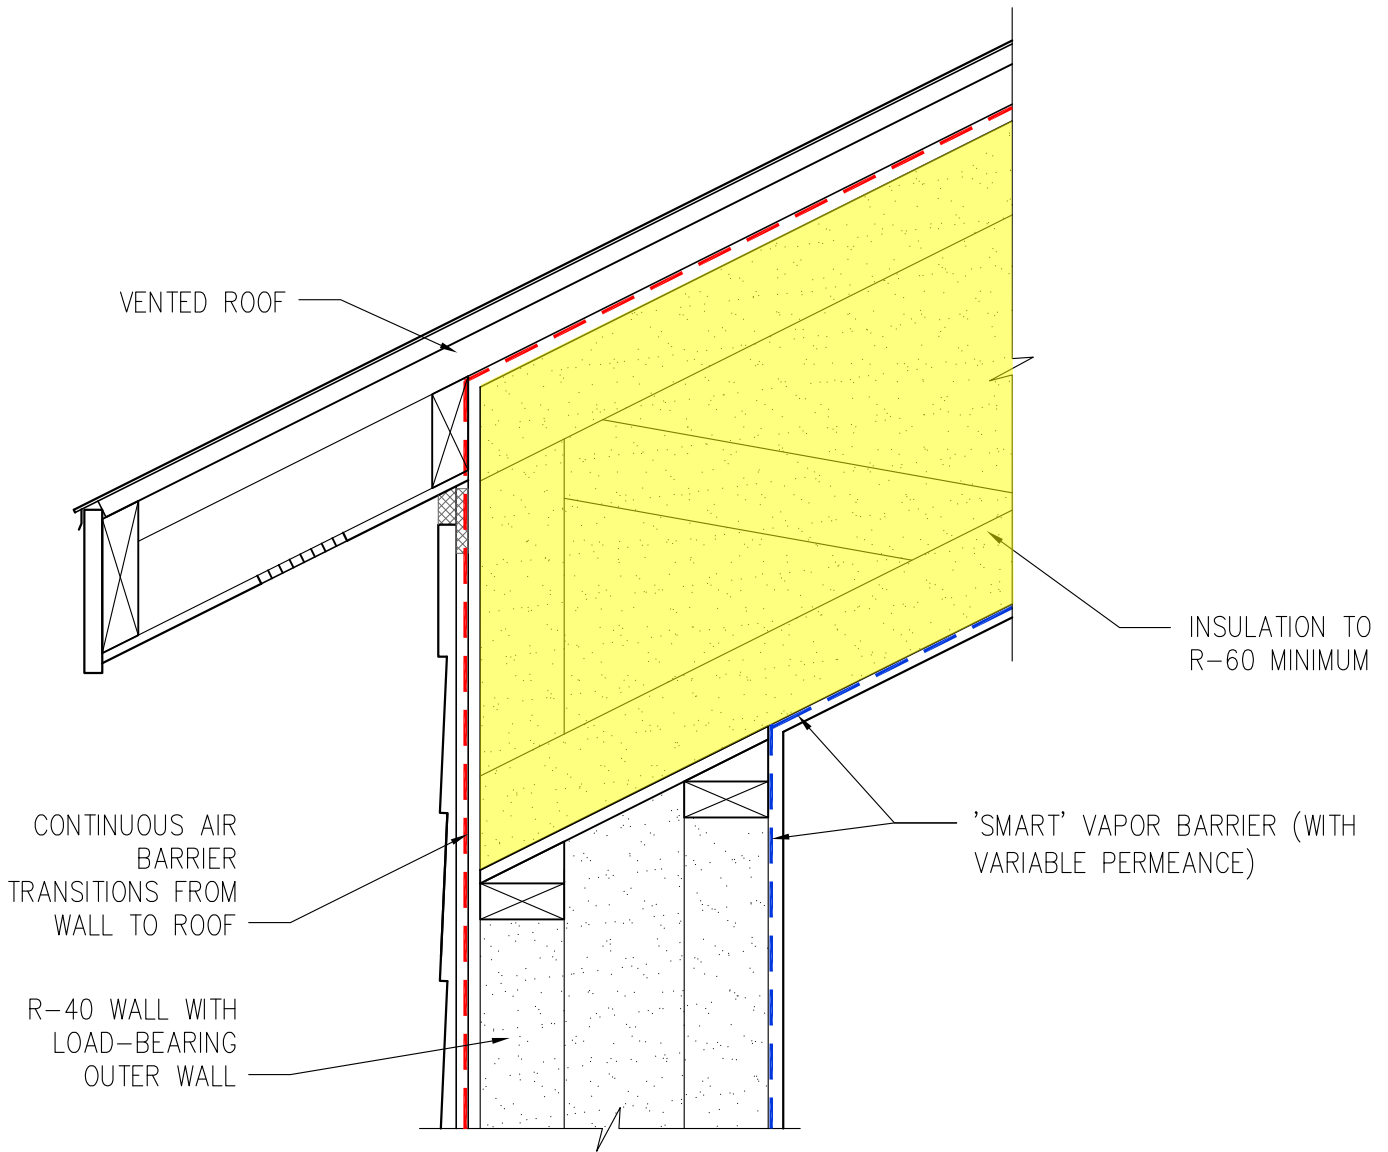 VENTED ROOF
INSULATION TO
R-60 MINIMUM
CONTINUOUS AIR
BARRIER
TRANSITIONS FROM
WALL TO ROOF
'SMART' VAPOR BARRIER (WITH
VARIABLE PERMEANCE)
R-40 WALL WITH
LOAD-BEARING
OUTER WALL